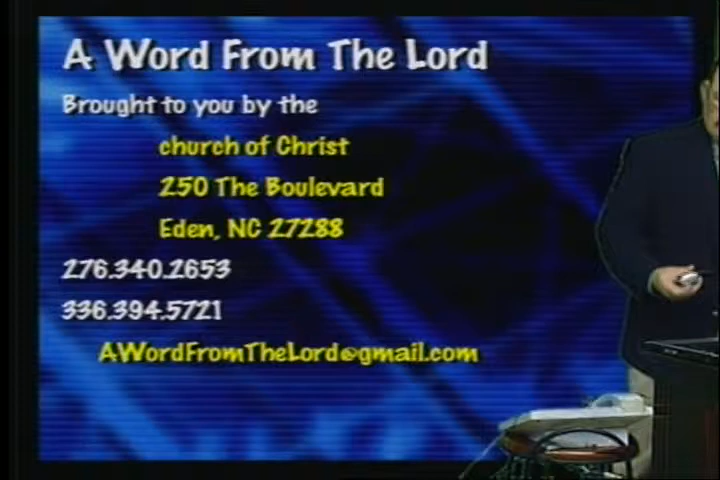 A Word From The Lord
Brought to you by the
church of Christ
250 The Boulevard
Eden, NC 27288
276.340.2653
336.394.5721
AWordFromTheLord@gmail.com